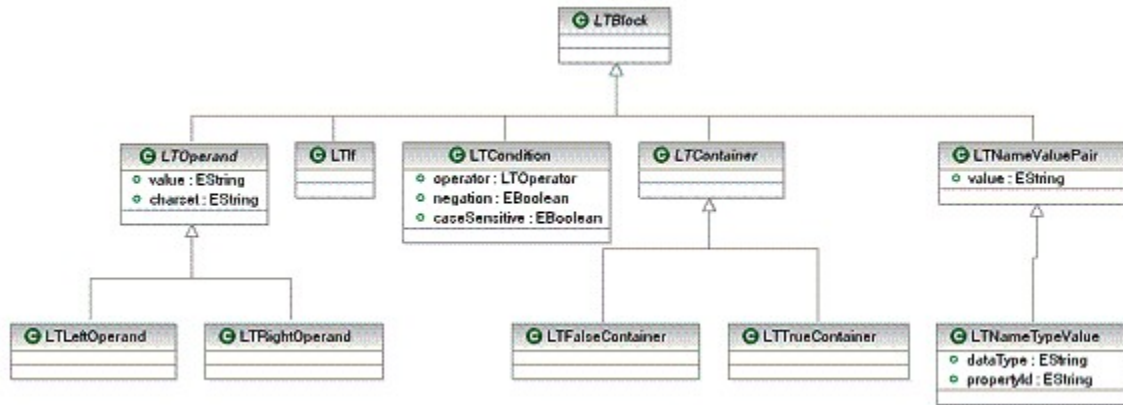 LTBlock
LTOperand
value : EString
charset : EString
LTIf
LTCondition
operator : LTOperator
negation : EBoolean
caseSensitive : EBoolean
LTContainer
LTNameValuePair
value : EString
LTLeftOperand
LTRightOperand
LTFalseContainer
LTTrueContainer
LTNameTypeValue
dataType : EString
propertyId : EString